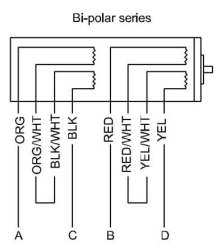 Bi-polar series
ORG
ORG/WHT
BLK/WHT
BLK
RED
RED/WHT
YEL/WHT
YEL
A
C
B
D